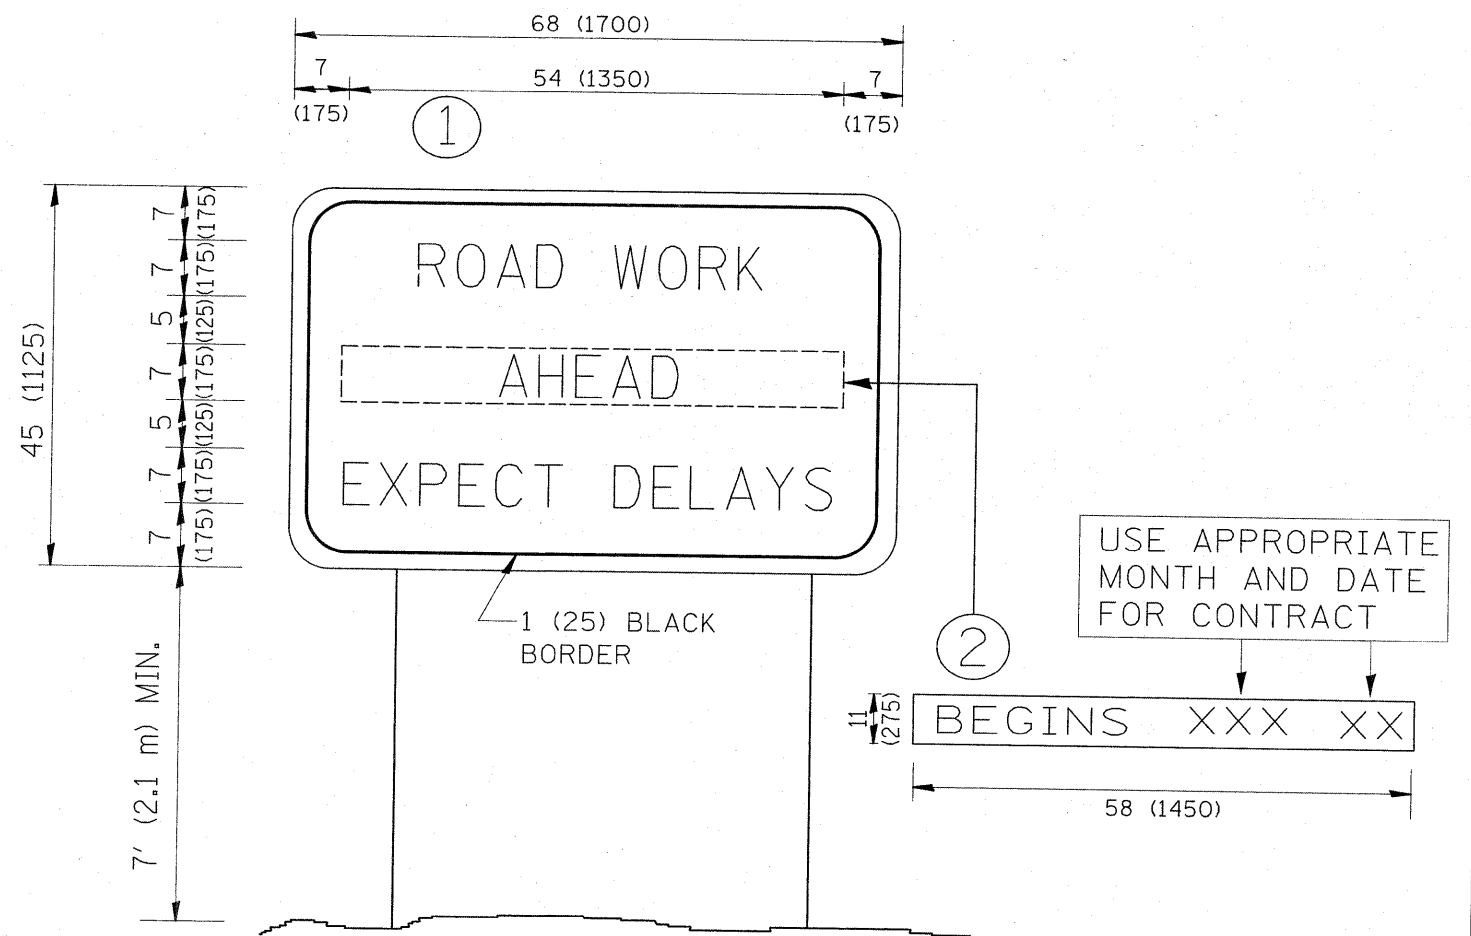 68 (1700)
7
54 (1350)
7
(175)
(175)
1
45 (1125)
7 (175)
7 (175)
5 (125)
7 (175)
5 (125)
7 (175)
7 (175)
ROAD WORK
AHEAD
EXPECT DELAYS
1 (25) BLACK
BORDER
7' (2.1 m) MIN.
2
USE APPROPRIATE
MONTH AND DATE
FOR CONTRACT
11
(275)
BEGINS XXX XX
58 (1450)